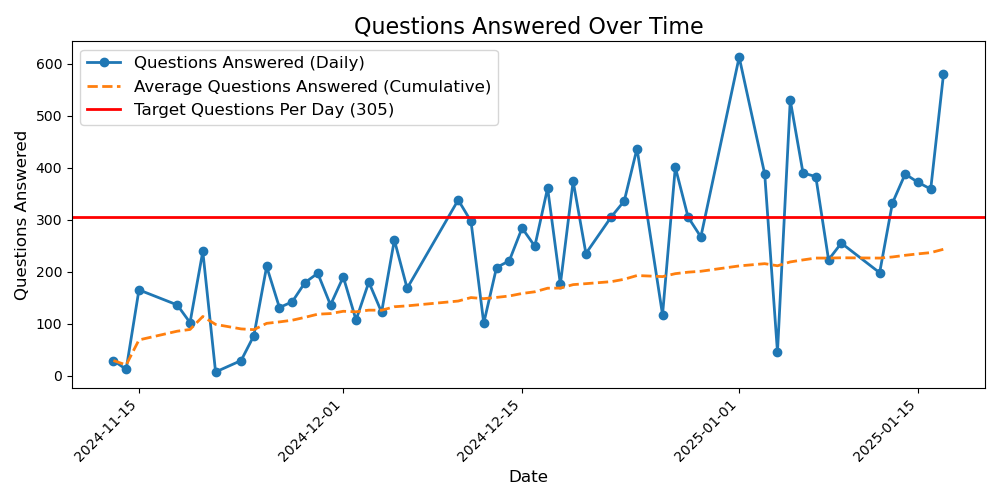 Questions Answered Over Time
Questions Answered (Daily)
Average Questions Answered (Cumulative)
Target Questions Per Day (305)
Questions Answered
600
500
400
300
200
100
0
2024-11-15
2024-12-01
2024-12-15
2025-01-01
2025-01-15
Date